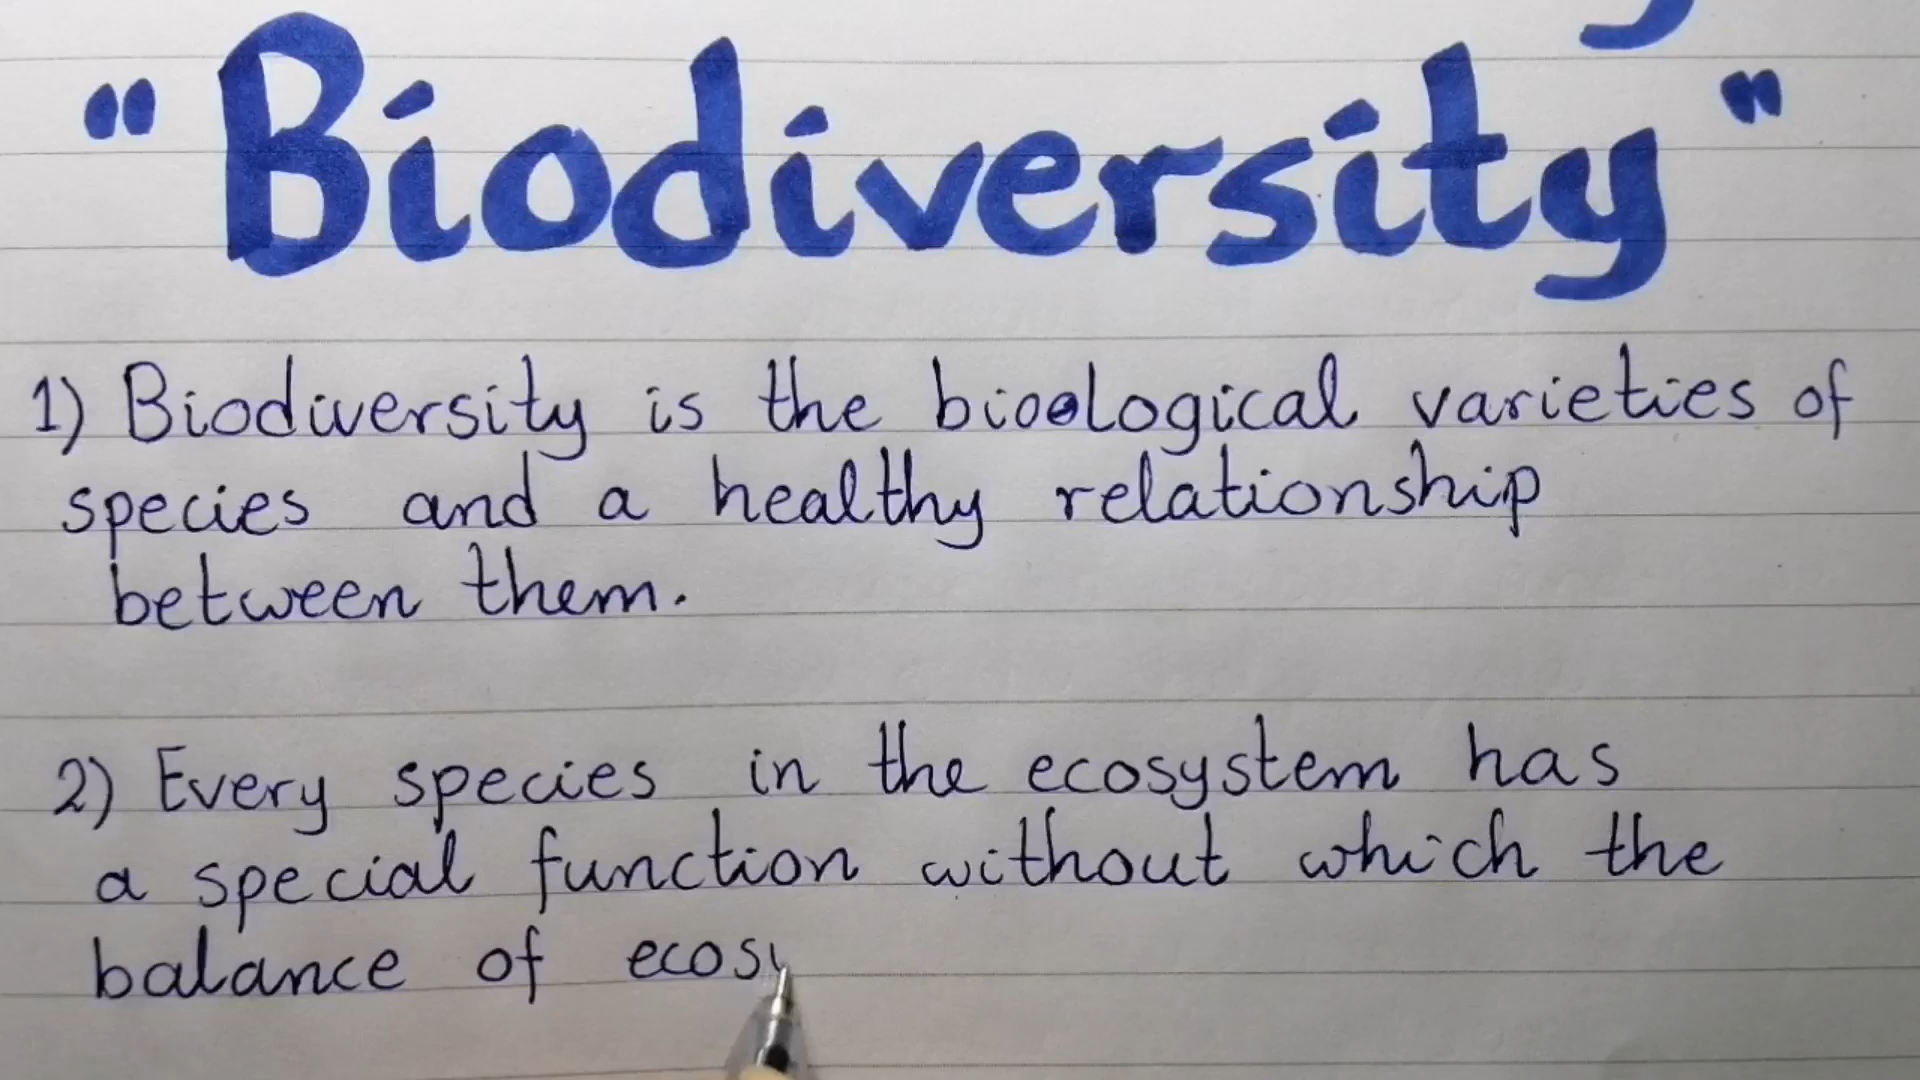 "Biodiversity"
1) Biodiversity is the bioological varieties of
species and a healthy relationship
between them.
2) Every species in the ecosystem has
a special function without which the
balance of ecosy